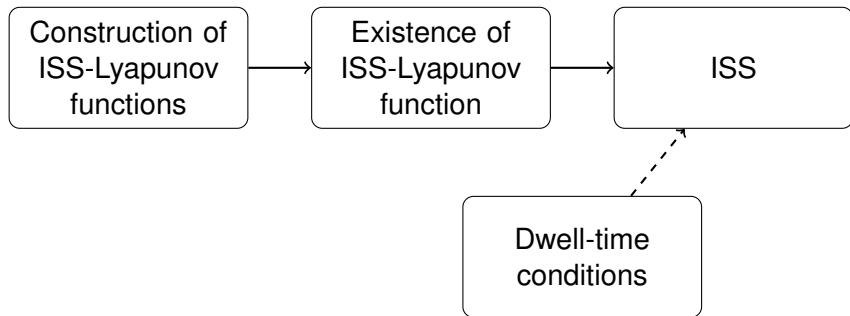 Construction of
ISS-Lyapunov
functions
Existence of
ISS-Lyapunov
function
ISS
Dwell-time
conditions